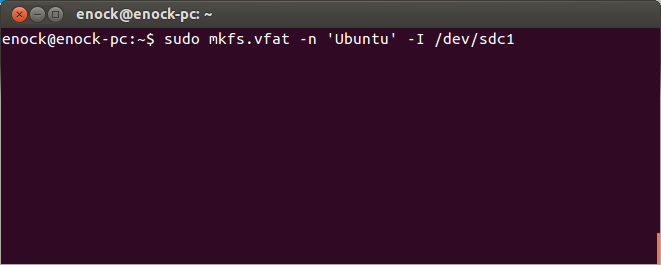 enock@enock-pc: ~
enock@enock-pc:~$ sudo mkfs.vfat -n 'Ubuntu' -I /dev/sdc1